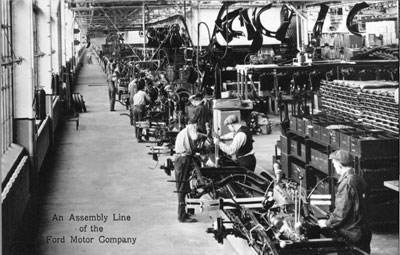 An Assembly Line
of the
Ford Motor Company